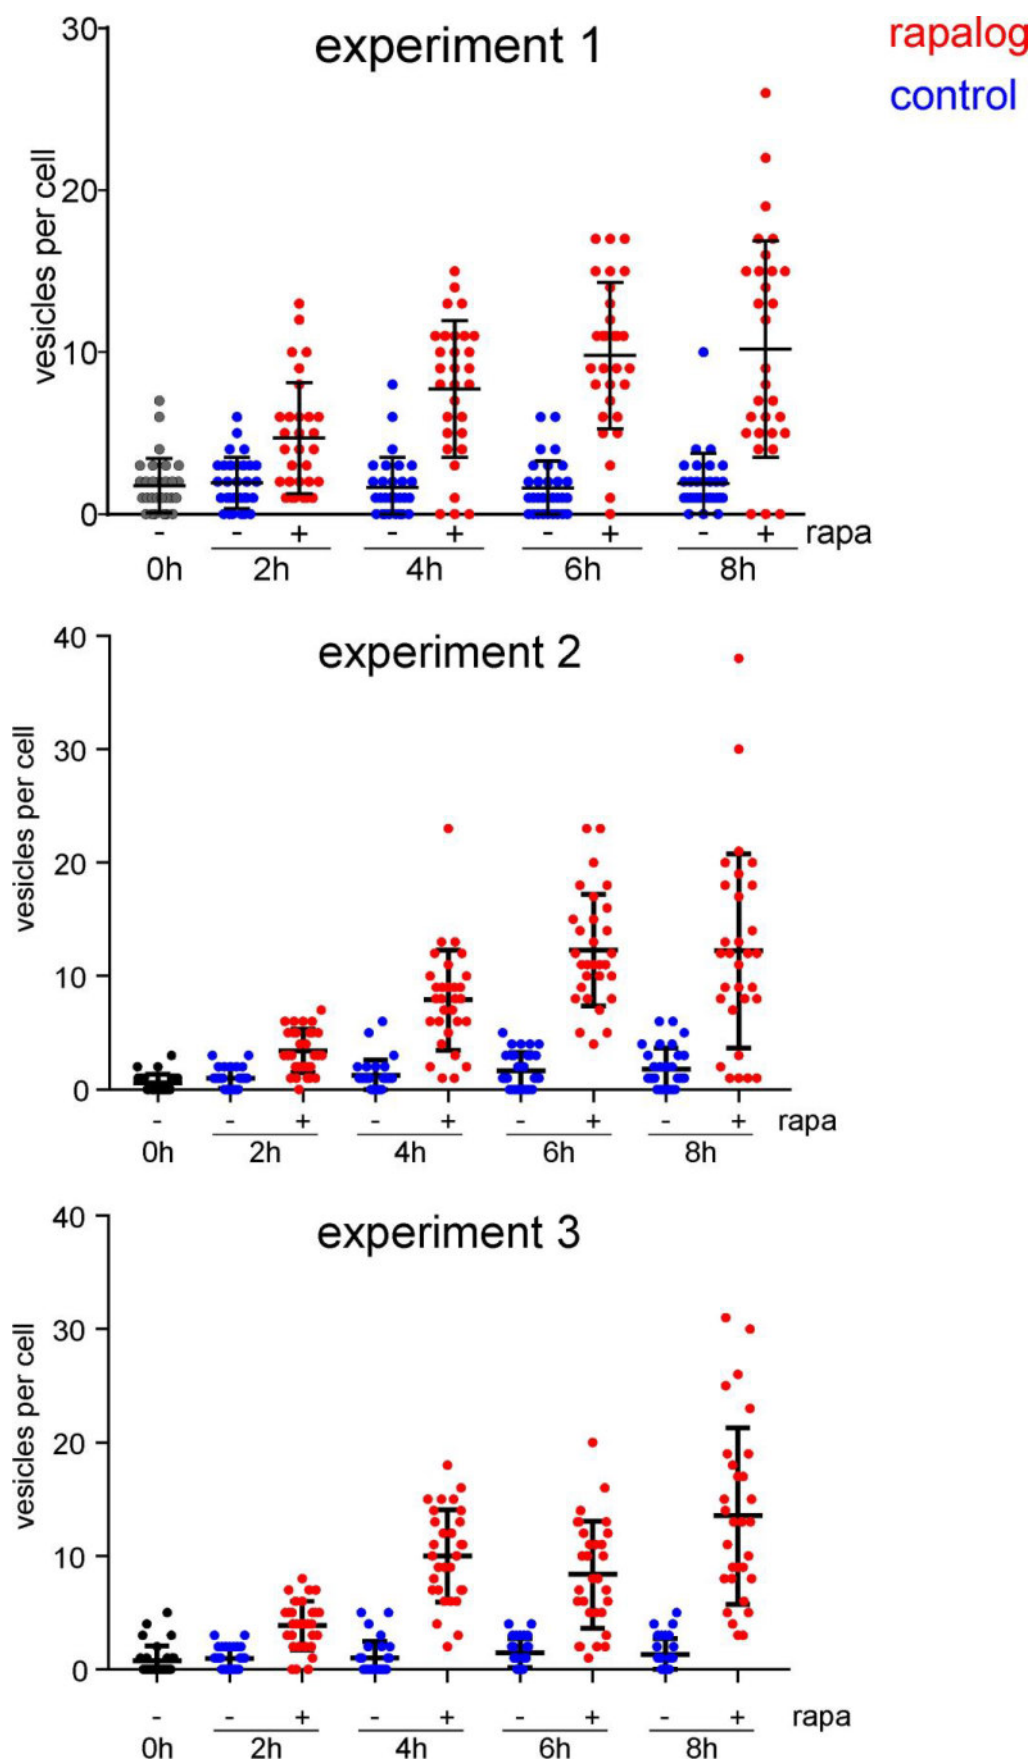 experiment 1
rapalog
control
vesicles per cell
30
20
10
0
- - + - + - + - + rapa
0h 2h 4h 6h 8h
experiment 2
vesicles per cell
40
30
20
10
0
- - + - + - + - + rapa
0h 2h 4h 6h 8h
experiment 3
vesicles per cell
40
30
20
10
0
- - + - + - + - + rapa
0h 2h 4h 6h 8h